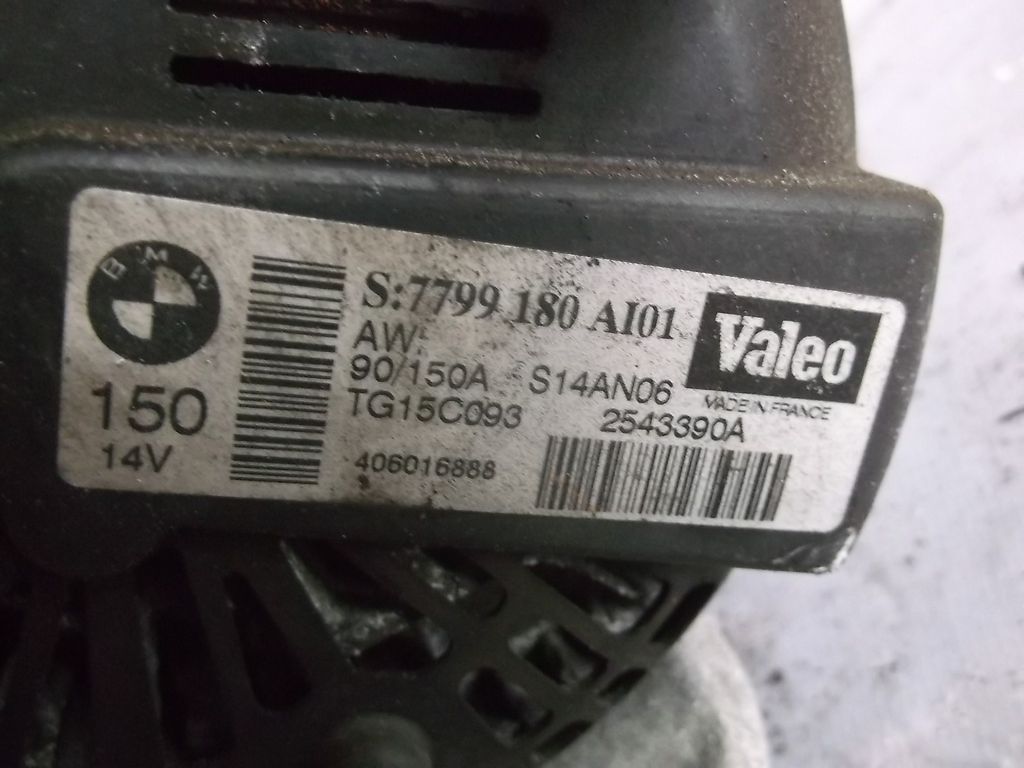 BMW
150
14V
S:7799 180 AI01
AW
90/150A S14AN06
TG15C093 2543390A
406016888
Valeo
MADE IN FRANCE